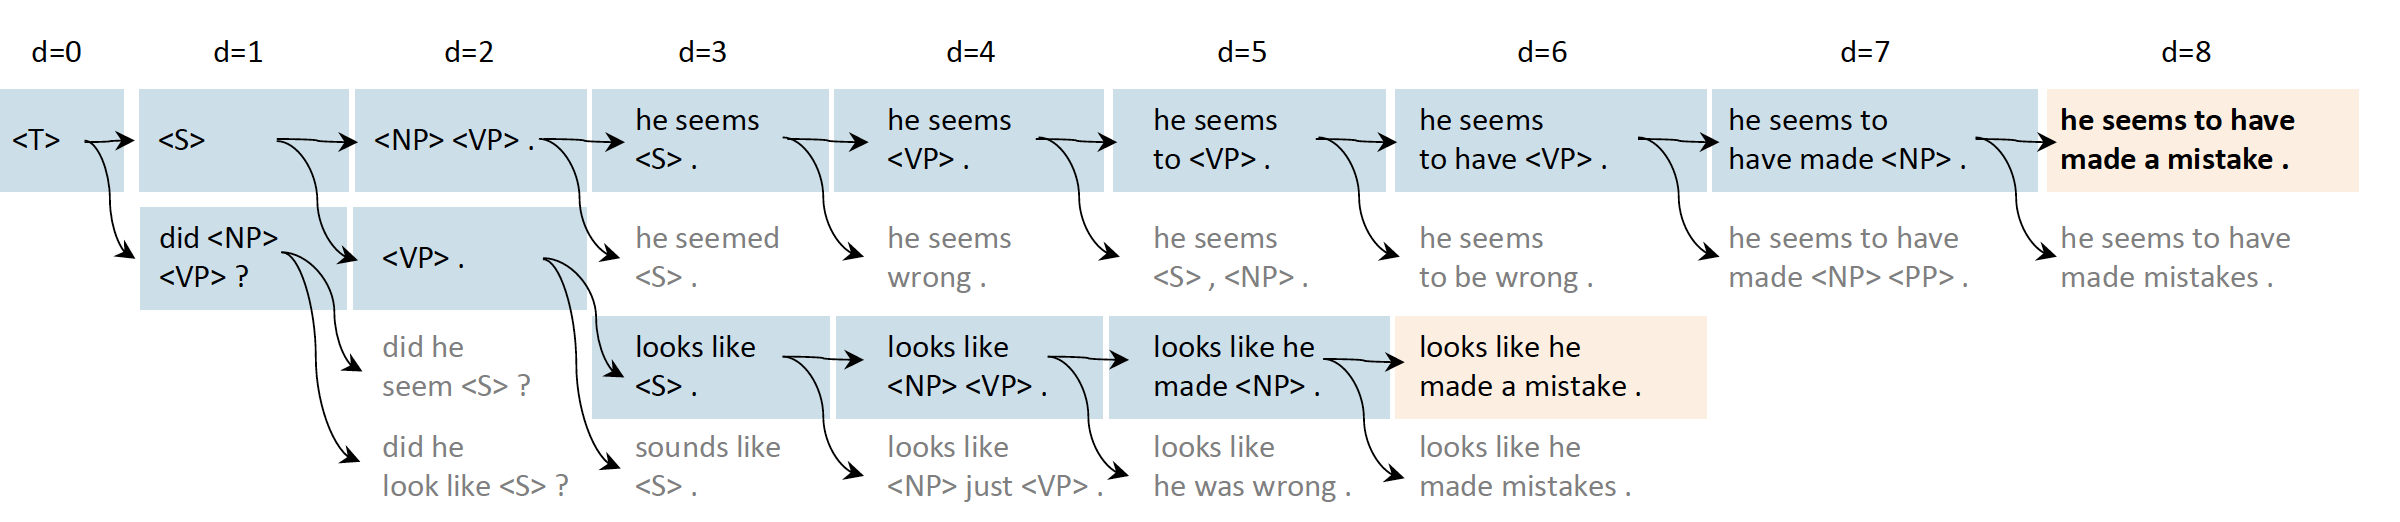 d=0 d=1 d=2 d=3 d=4 d=5 d=6 d=7 d=8
<T>
<S>
<NP> <VP> .
he seems
<S> .
he seems
<VP> .
he seems
to <VP> .
he seems
to have <VP> .
he seems to
have made <NP> .
he seems to have
made a mistake .
did <NP>
<VP> ?
<VP> .
he seemed
<S> .
he seems
wrong .
he seems
<S> , <NP> .
he seems
to be wrong .
he seems to have
made <NP> <PP> .
he seems to have
made mistakes .
did he
seem <S> ?
looks like
<S> .
looks like
<NP> <VP> .
looks like he
made <NP> .
looks like he
made a mistake .
did he
look like <S> ?
sounds like
<S> .
looks like
<NP> just <VP> .
looks like
he was wrong .
looks like he
made mistakes .